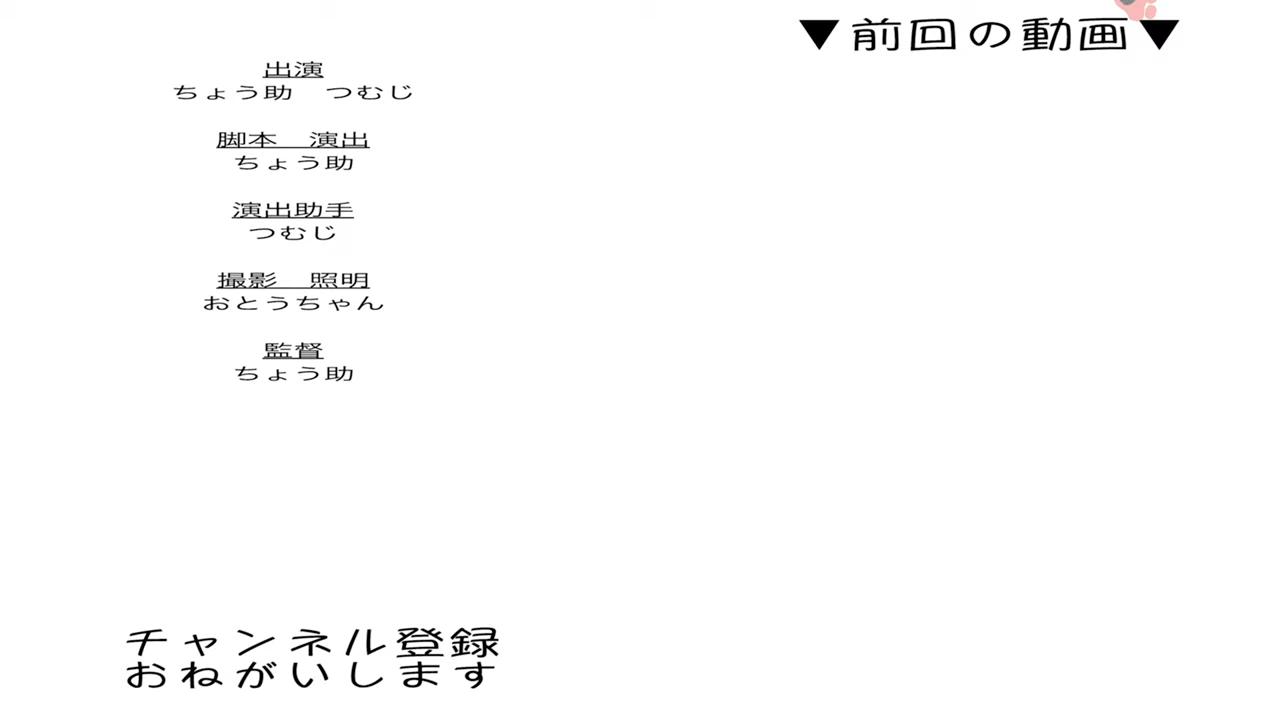 ▼前回の動画▼
出演
ちょう助　つむじ
脚本　演出
ちょう助
演出助手
つむじ
撮影　照明
おとうちゃん
監督
ちょう助
チャンネル登録
おねがいします